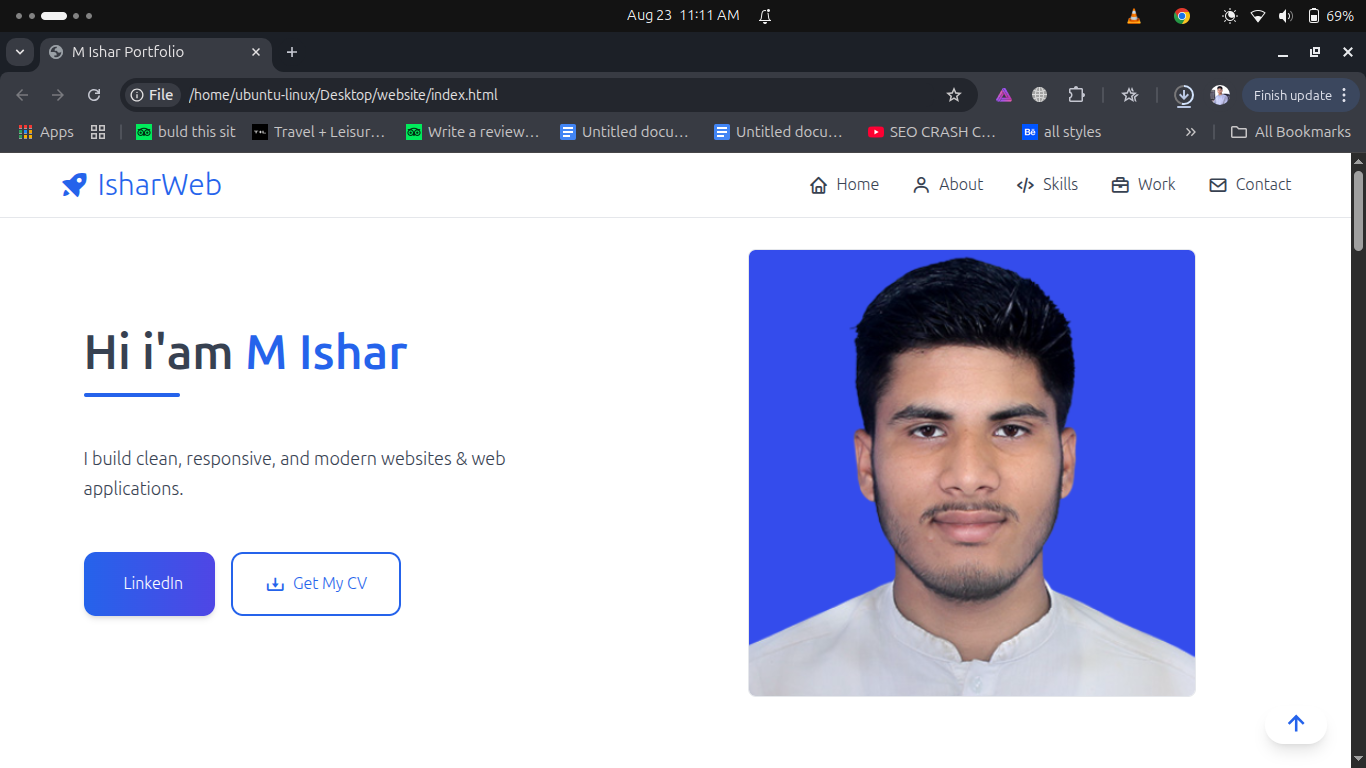 Aug 23 11:11 AM
69%
M Ishar Portfolio
File /home/ubuntu-linux/Desktop/website/index.html
Finish update
Apps
buld this sit
Travel + Leisur…
Write a review…
Untitled docu…
Untitled docu…
SEO CRASH C…
Bē all styles
» All Bookmarks
IsharWeb
Home
About
Skills
Work
Contact
Hi i'am M Ishar
I build clean, responsive, and modern websites & web
applications.
LinkedIn
Get My CV